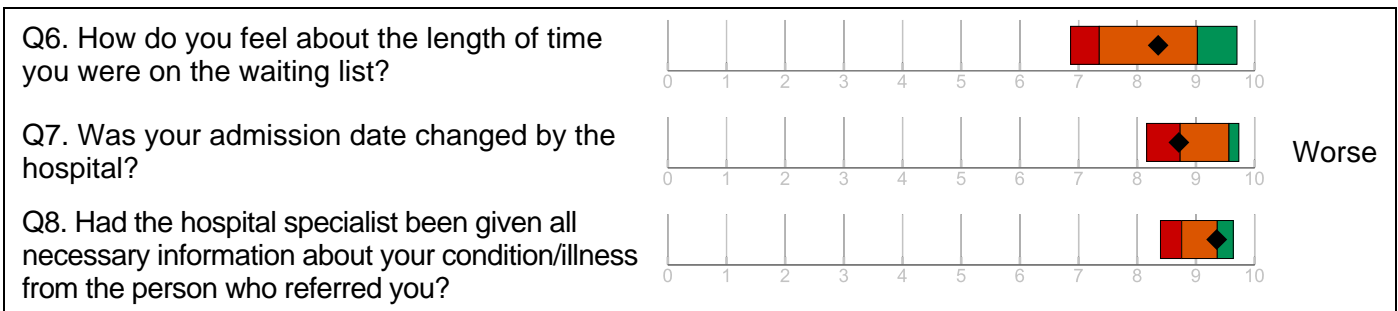 Q6. How do you feel about the length of time
you were on the waiting list?
0 1 2 3 4 5 6 7 8 9 10
Q7. Was your admission date changed by the
hospital?
0 1 2 3 4 5 6 7 8 9 10
Worse
Q8. Had the hospital specialist been given all
necessary information about your condition/illness
from the person who referred you?
0 1 2 3 4 5 6 7 8 9 10